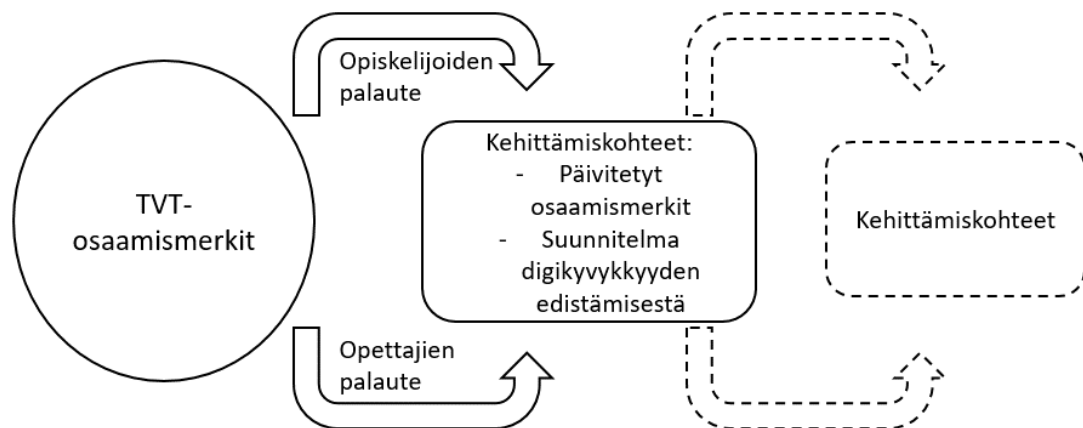 TVT-
osaamismerkit
Opiskelijoiden
palaute
Opettajien
palaute
Kehittämiskohteet:
- Päivitetyt
osaamismerkit
- Suunnitelma
digikyvykkyyden
edistämisestä
Kehittämiskohteet